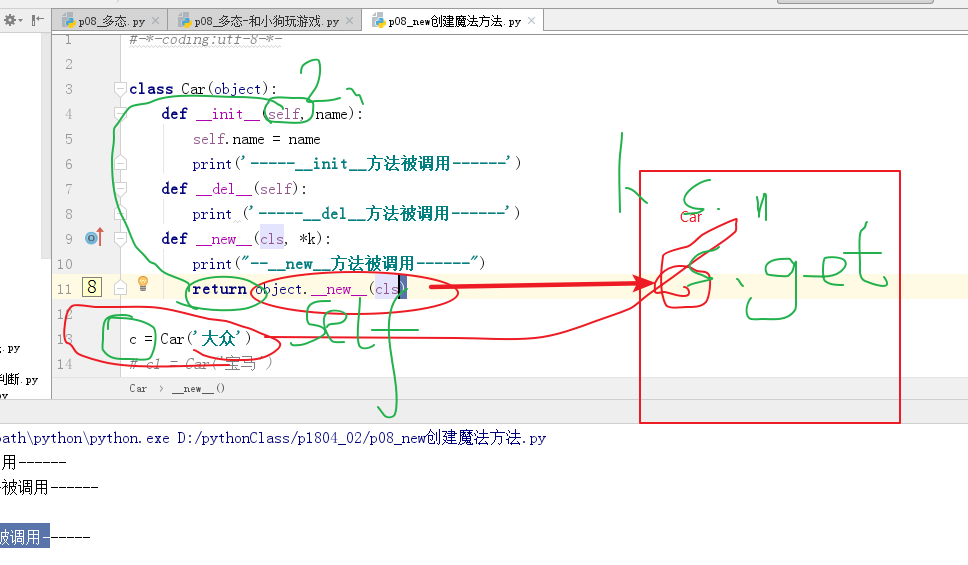 p08_多态.py
p08_多态-和小狗玩游戏.py
p08_new创建魔法方法.py
1 #-*-coding:utf-8-*-
2
3 class Car(object):
4 def __init__(self, name):
5 self.name = name
6 print('-----__init__方法被调用------')
7 def __del__(self):
8 print ('-----__del__方法被调用------')
9 def __new__(cls, *k):
10 print("--__new__方法被调用------")
11 return object.__new__(cls)
12
13 c = Car('大众')
14 # c1 = Car('宝马')
2
Car
self
s.get
.py
判断.py
Car > __new__()
path\python\python.exe D:/pythonClass/p1804_02/p08_new创建魔法方法.py
用------
被调用------
被调用------
8